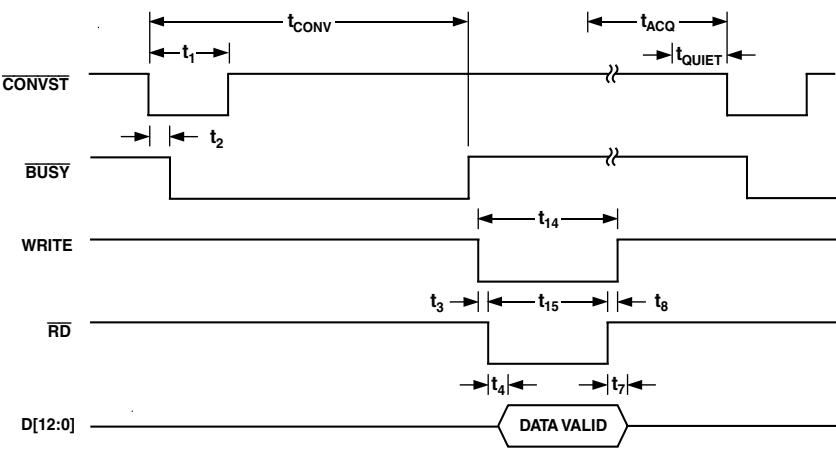 tCONV
tACQ
t1
tQUIET
CONVST
t2
BUSY
t14
WRITE
t3
t15
t8
RD
t4
t7
D[12:0]
DATA VALID